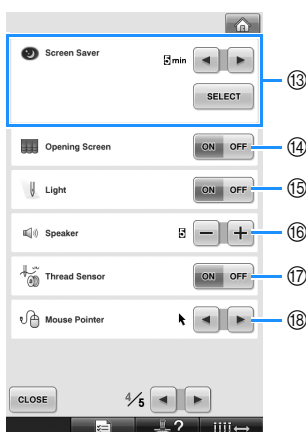 Screen Saver
5 min
SELECT
⑬
Opening Screen
ON OFF
⑭
Light
ON OFF
⑮
Speaker
5 − +
⑯
Thread Sensor
ON OFF
⑰
Mouse Pointer
⑱
CLOSE
4/5
?